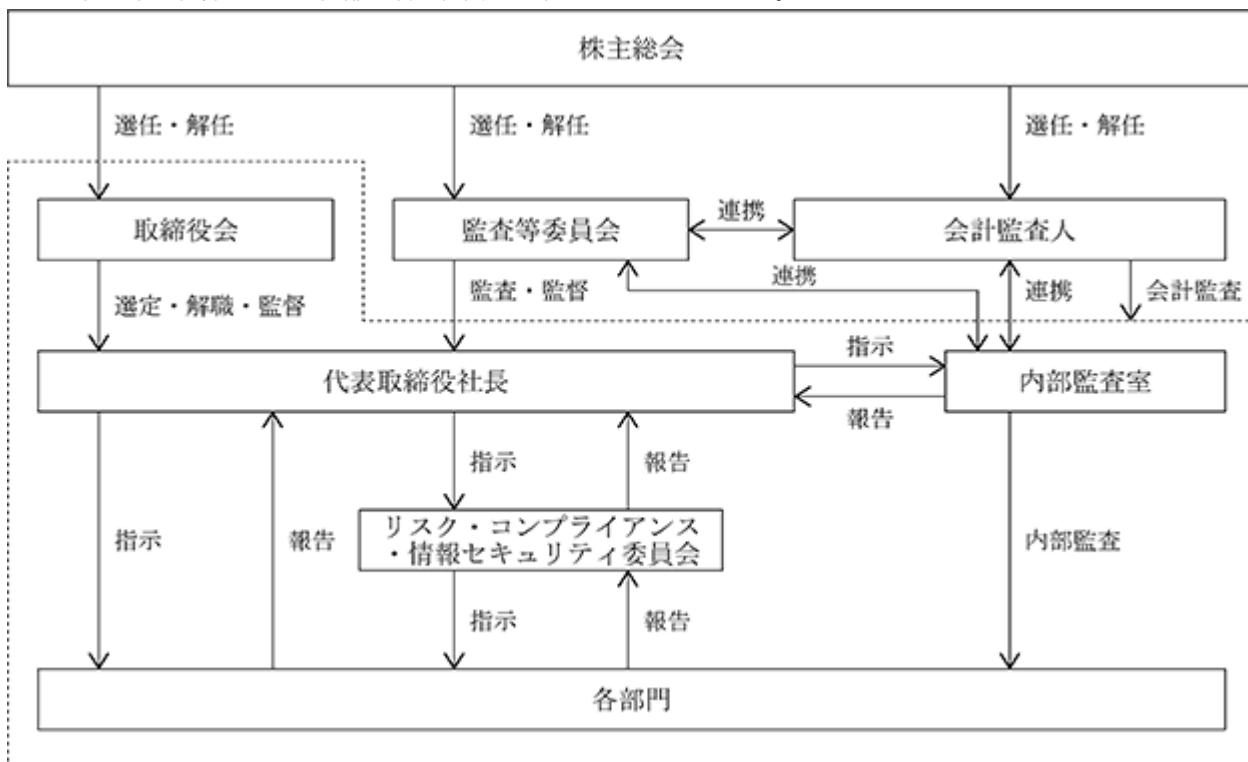 株主総会
選任・解任
選任・解任
選任・解任
取締役会
監査等委員会
連携
会計監査人
選定・解職・監督
監査・監督
連携
連携
会計監査
代表取締役社長
指示
報告
内部監査室
指示
報告
指示
報告
リスク・コンプライアンス
・情報セキュリティ委員会
内部監査
指示
報告
各部門